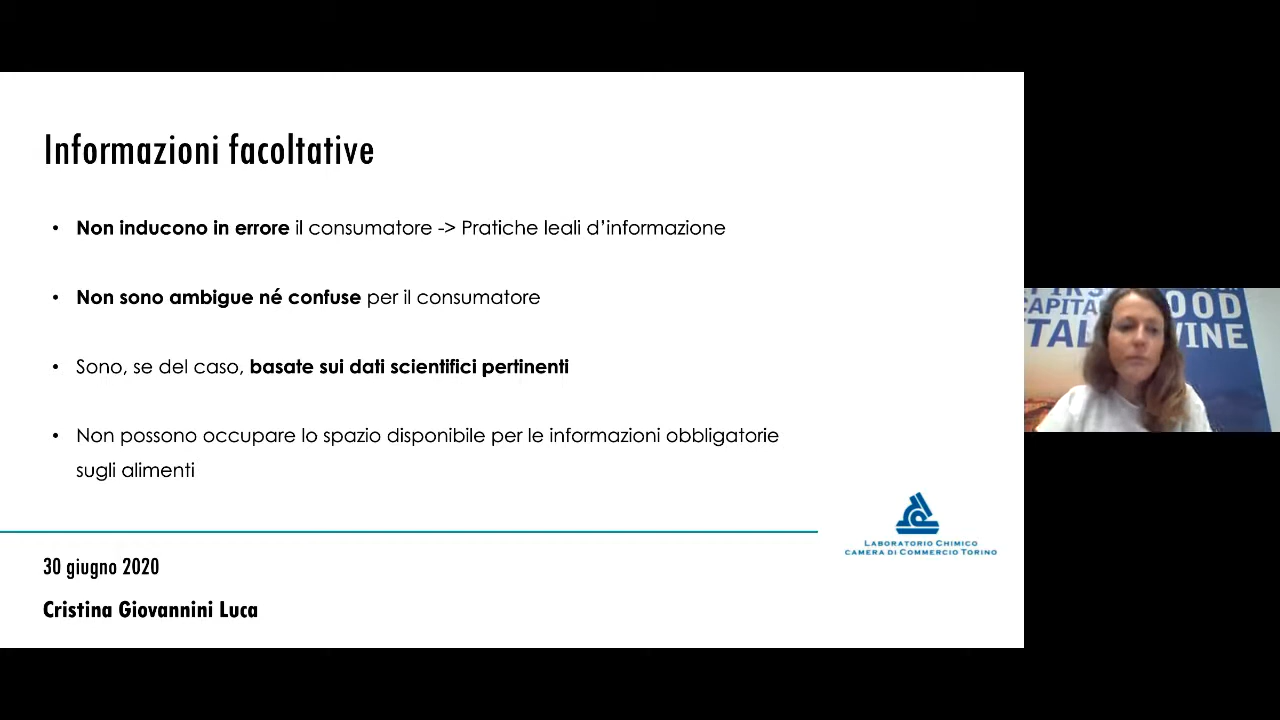 Informazioni facoltative
• Non inducono in errore il consumatore -> Pratiche leali d’informazione
• Non sono ambigue né confuse per il consumatore
• Sono, se del caso, basate sui dati scientifici pertinenti
• Non possono occupare lo spazio disponibile per le informazioni obbligatorie
sugli alimenti
LABORATORIO CHIMICO
CAMERA DI COMMERCIO TORINO
30 giugno 2020
Cristina Giovannini Luca